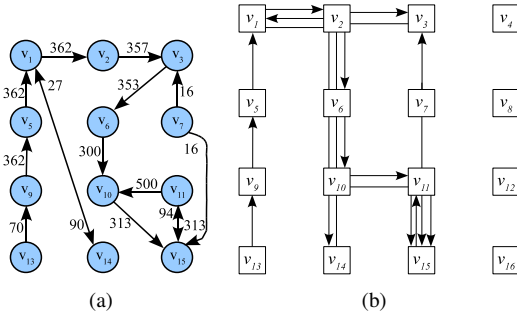 v1 362 v2 357 v3
27 353 16
362
v5 v6 v7
362 300 16
v9 v10 500 v11
70 90 313 94 313
v13 v14 v15
(a)
v1 v2 v3 v4
v5 v6 v7 v8
v9 v10 v11 v12
v13 v14 v15 v16
(b)